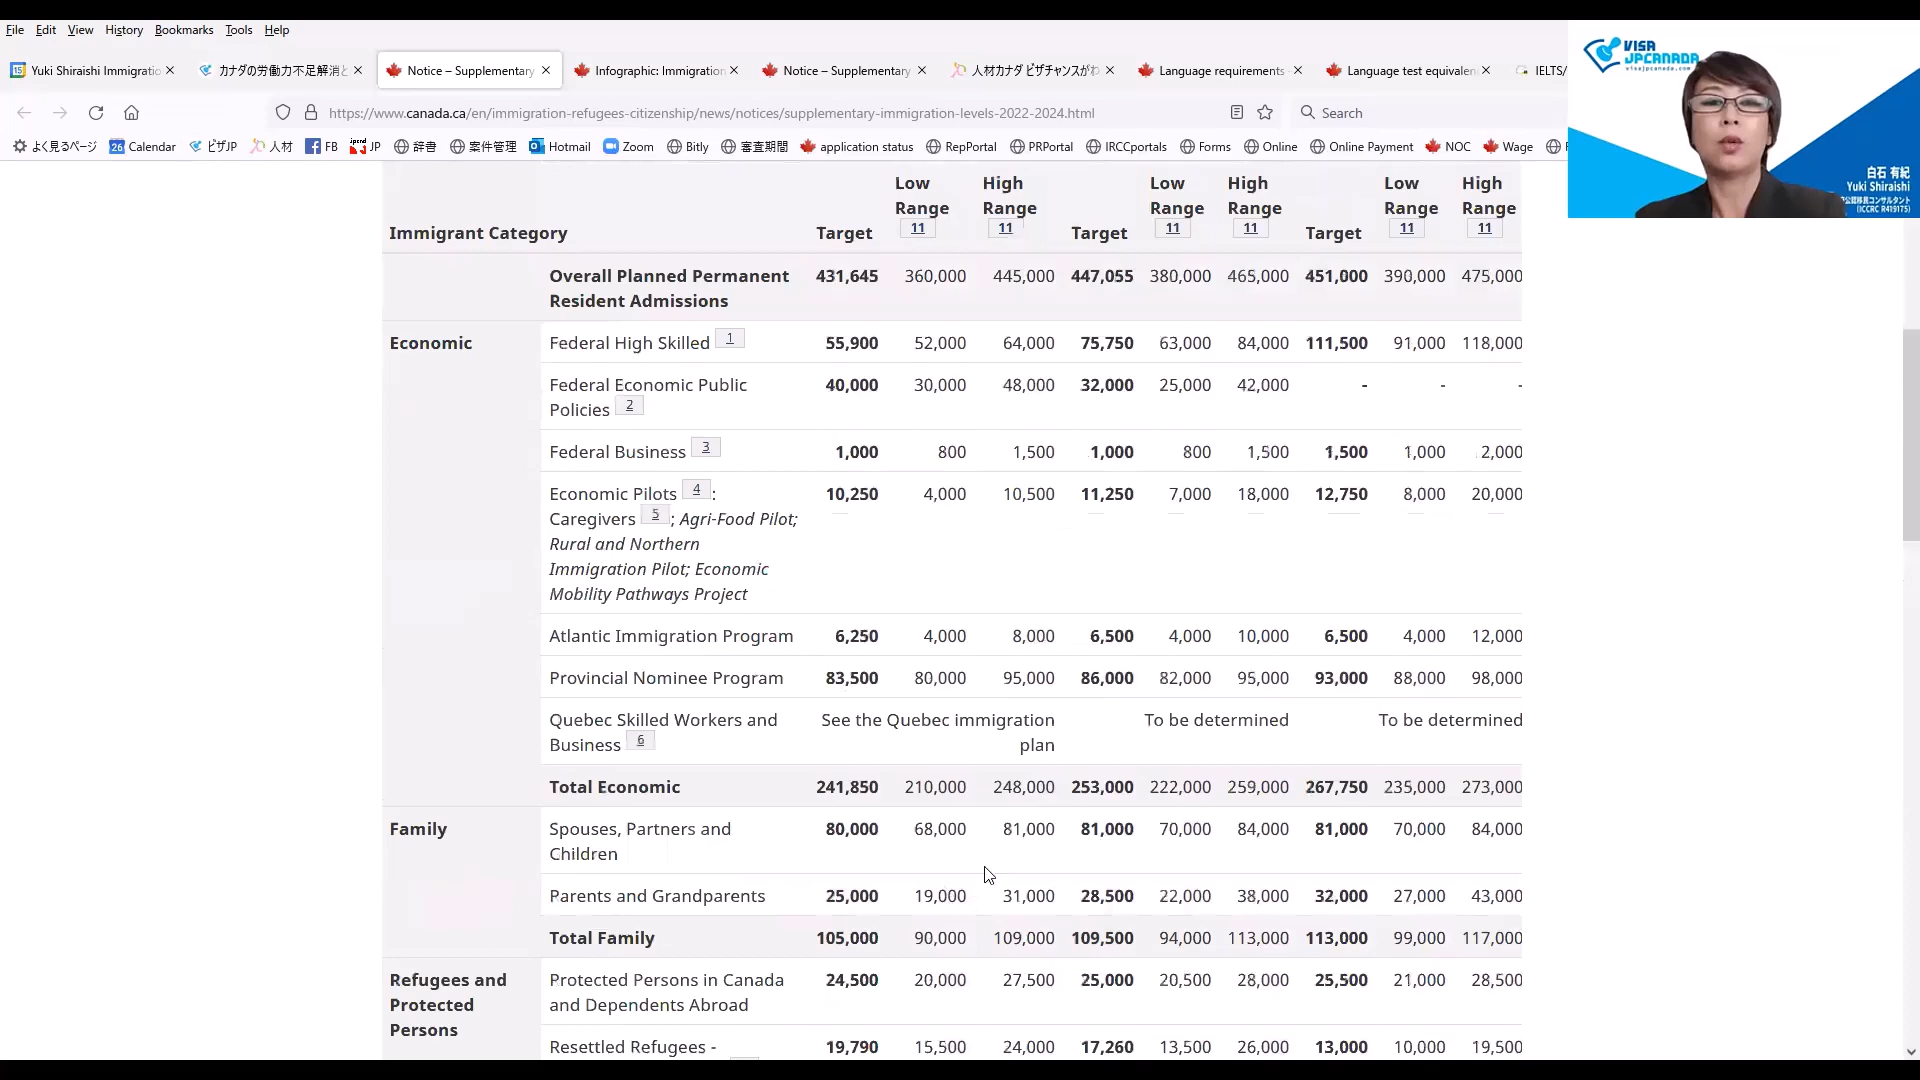 File Edit View History Bookmarks Tools Help
Yuki Shiraishi Immigratio
カナダの労働力不足解消と
Notice – Supplementary
Infographic: Immigration
Notice – Supplementary
人材カナダ ビザチャンスが
Language requirements -
Language test equivalen
IELTS/
https://www.canada.ca/en/immigration-refugees-citizenship/news/notices/supplementary-immigration-levels-2022-2024.html
Search
よく見るページ 26 Calendar ビザJP 人材 FB JP 辞書 案件管理 Hotmail Zoom Bitly 審査期間 application status RepPortal PRPortal IRCCportals Forms Online Online Payment NOC Wage
VISA
JPCANADA
visajpcanada.com
白石 有紀
Yuki Shiraishi
公認移民コンサルタント
(ICCRC R419175)
Immigrant Category Target Low Range 11 High Range 11 Target Low Range 11 High Range 11 Target Low Range 11 High Range 11
Overall Planned Permanent 431,645 360,000 445,000 447,055 380,000 465,000 451,000 390,000 475,000
Resident Admissions
Economic Federal High Skilled 1 55,900 52,000 64,000 75,750 63,000 84,000 111,500 91,000 118,000
Federal Economic Public 40,000 30,000 48,000 32,000 25,000 42,000 - - -
Policies 2
Federal Business 3 1,000 800 1,500 1,000 800 1,500 1,500 1,000 2,000
Economic Pilots 4 : 10,250 4,000 10,500 11,250 7,000 18,000 12,750 8,000 20,000
Caregivers 5 ; Agri-Food Pilot;
Rural and Northern
Immigration Pilot; Economic
Mobility Pathways Project
Atlantic Immigration Program 6,250 4,000 8,000 6,500 4,000 10,000 6,500 4,000 12,000
Provincial Nominee Program 83,500 80,000 95,000 86,000 82,000 95,000 93,000 88,000 98,000
Quebec Skilled Workers and See the Quebec immigration To be determined To be determined
Business 6 plan
Total Economic 241,850 210,000 248,000 253,000 222,000 259,000 267,750 235,000 273,000
Family Spouses, Partners and 80,000 68,000 81,000 81,000 70,000 84,000 81,000 70,000 84,000
Children
Parents and Grandparents 25,000 19,000 31,000 28,500 22,000 38,000 32,000 27,000 43,000
Total Family 105,000 90,000 109,000 109,500 94,000 113,000 113,000 99,000 117,000
Refugees and Protected Persons in Canada 24,500 20,000 27,500 25,000 20,500 28,000 25,500 21,000 28,500
Protected and Dependents Abroad
Persons
Resettled Refugees - 19,790 15,500 24,000 17,260 13,500 26,000 13,000 10,000 19,500